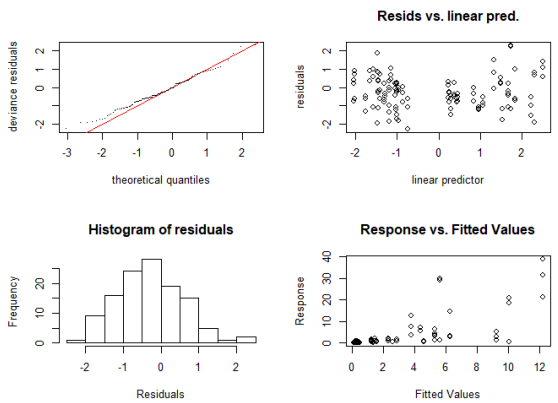 Resids vs. linear pred.
deviance residuals
-2 0 1 2
-3 -2 -1 0 1 2
theoretical quantiles
residuals
-2 0 1 2
-2 -1 0 1 2
linear predictor
Histogram of residuals
Frequency
0 10 20
-2 -1 0 1 2
Residuals
Response vs. Fitted Values
Response
0 10 20 30 40
0 2 4 6 8 10 12
Fitted Values